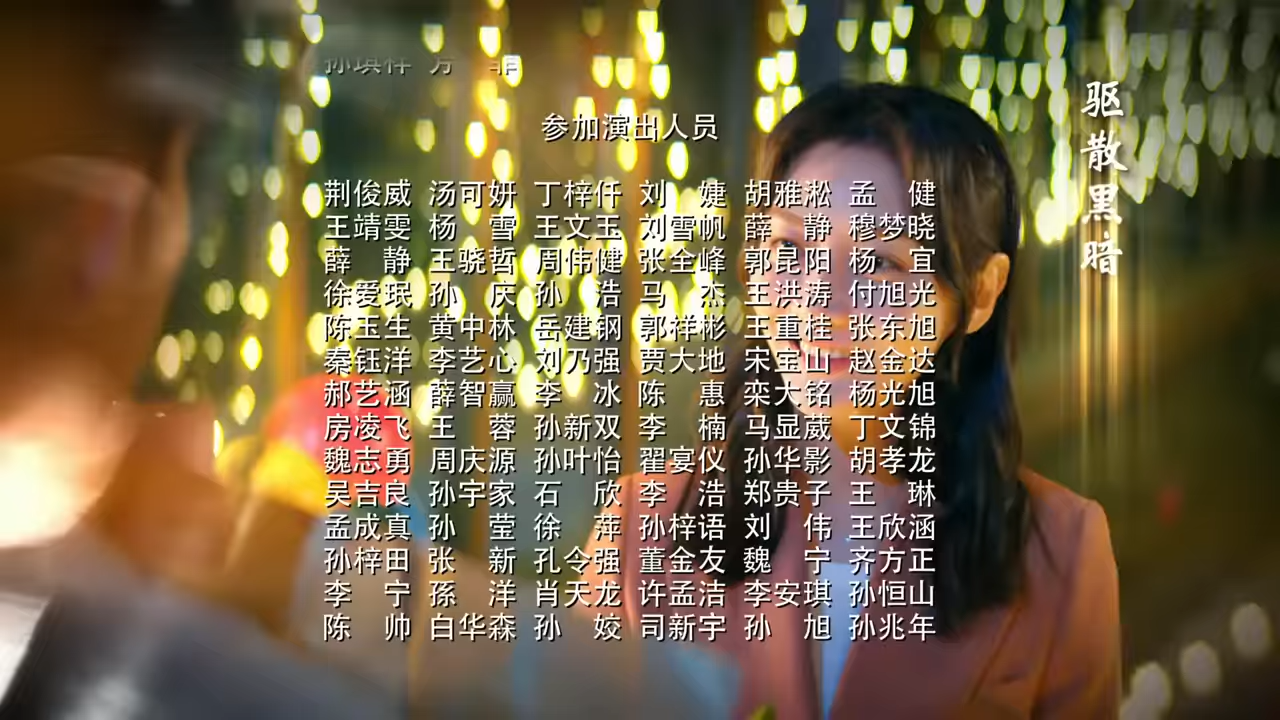 参加演出人员
荆俊威 汤可妍 丁梓仟 刘 婕 胡雅淞 孟 健
王靖雯 杨 雪 王文玉 刘雪帆 薛 静 穆梦晓
薛 静 王骁哲 周伟健 张全峰 郭昆阳 杨 宜
徐爱珉 孙 庆 孙 浩 马 杰 王洪涛 付旭光
陈玉生 黄中林 岳建钢 郭祥彬 王重桂 张东旭
秦钰洋 李艺心 刘乃强 贾大地 宋宝山 赵金达
郝艺涵 薛智赢 李 冰 陈 惠 栾大铭 杨光旭
房凌飞 王 蓉 孙新双 李 楠 马显葳 丁文锦
魏志勇 周庆源 孙叶怡 翟宴仪 孙华影 胡孝龙
吴吉良 孙宇家 石 欣 李 浩 郑贵子 王 琳
孟成真 孙 莹 徐 萍 孙梓语 刘 伟 王欣涵
孙梓田 张 新 孔令强 董金友 魏 宁 齐方正
李 宁 孫 洋 肖天龙 许孟洁 李安琪 孙恒山
陈 帅 白华森 孙 姣 司新宇 孙 旭 孙兆年
驱散黑暗